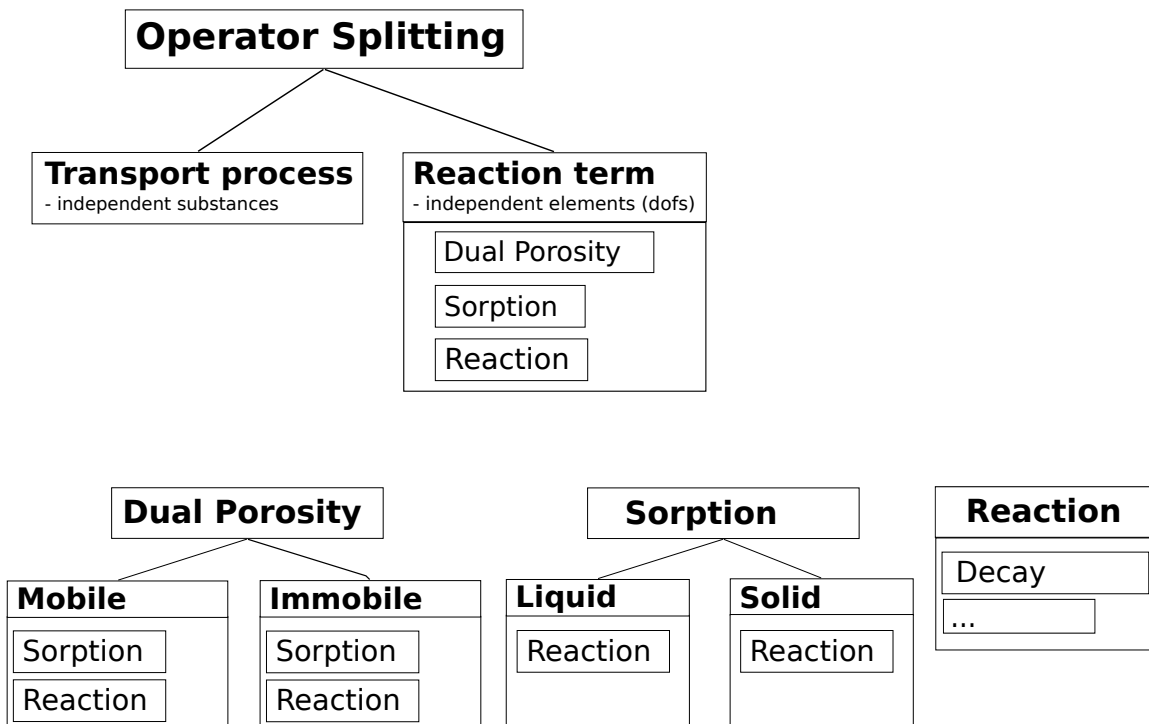 Operator Splitting
Transport process
- independent substances
Reaction term
- independent elements (dofs)
Dual Porosity
Sorption
Reaction
Dual Porosity
Mobile
Sorption
Reaction
Immobile
Sorption
Reaction
Sorption
Liquid
Reaction
Solid
Reaction
Reaction
Decay
...